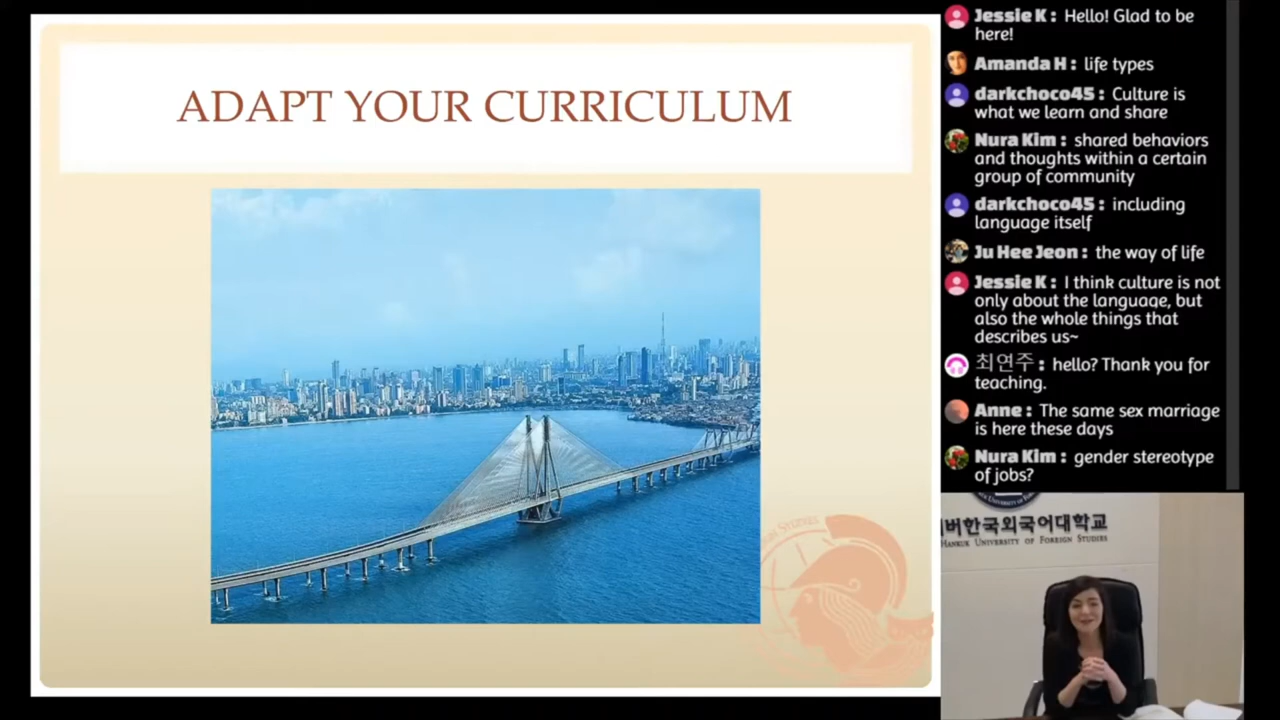 ADAPT YOUR CURRICULUM
Jessie K : Hello! Glad to be
here!
Amanda H : life types
darkchoco45 : Culture is
what we learn and share
Nura Kim : shared behaviors
and thoughts within a certain
group of community
darkchoco45 : including
language itself
Ju Hee Jeon : the way of life
Jessie K : I think culture is not
only about the language, but
also the whole things that
describes us~
최연주 : hello? Thank you for
teaching.
Anne : The same sex marriage
is here these days
Nura Kim : gender stereotype
of jobs?
버한국외국어대학교
HANKUK UNIVERSITY OF FOREIGN STUDIES